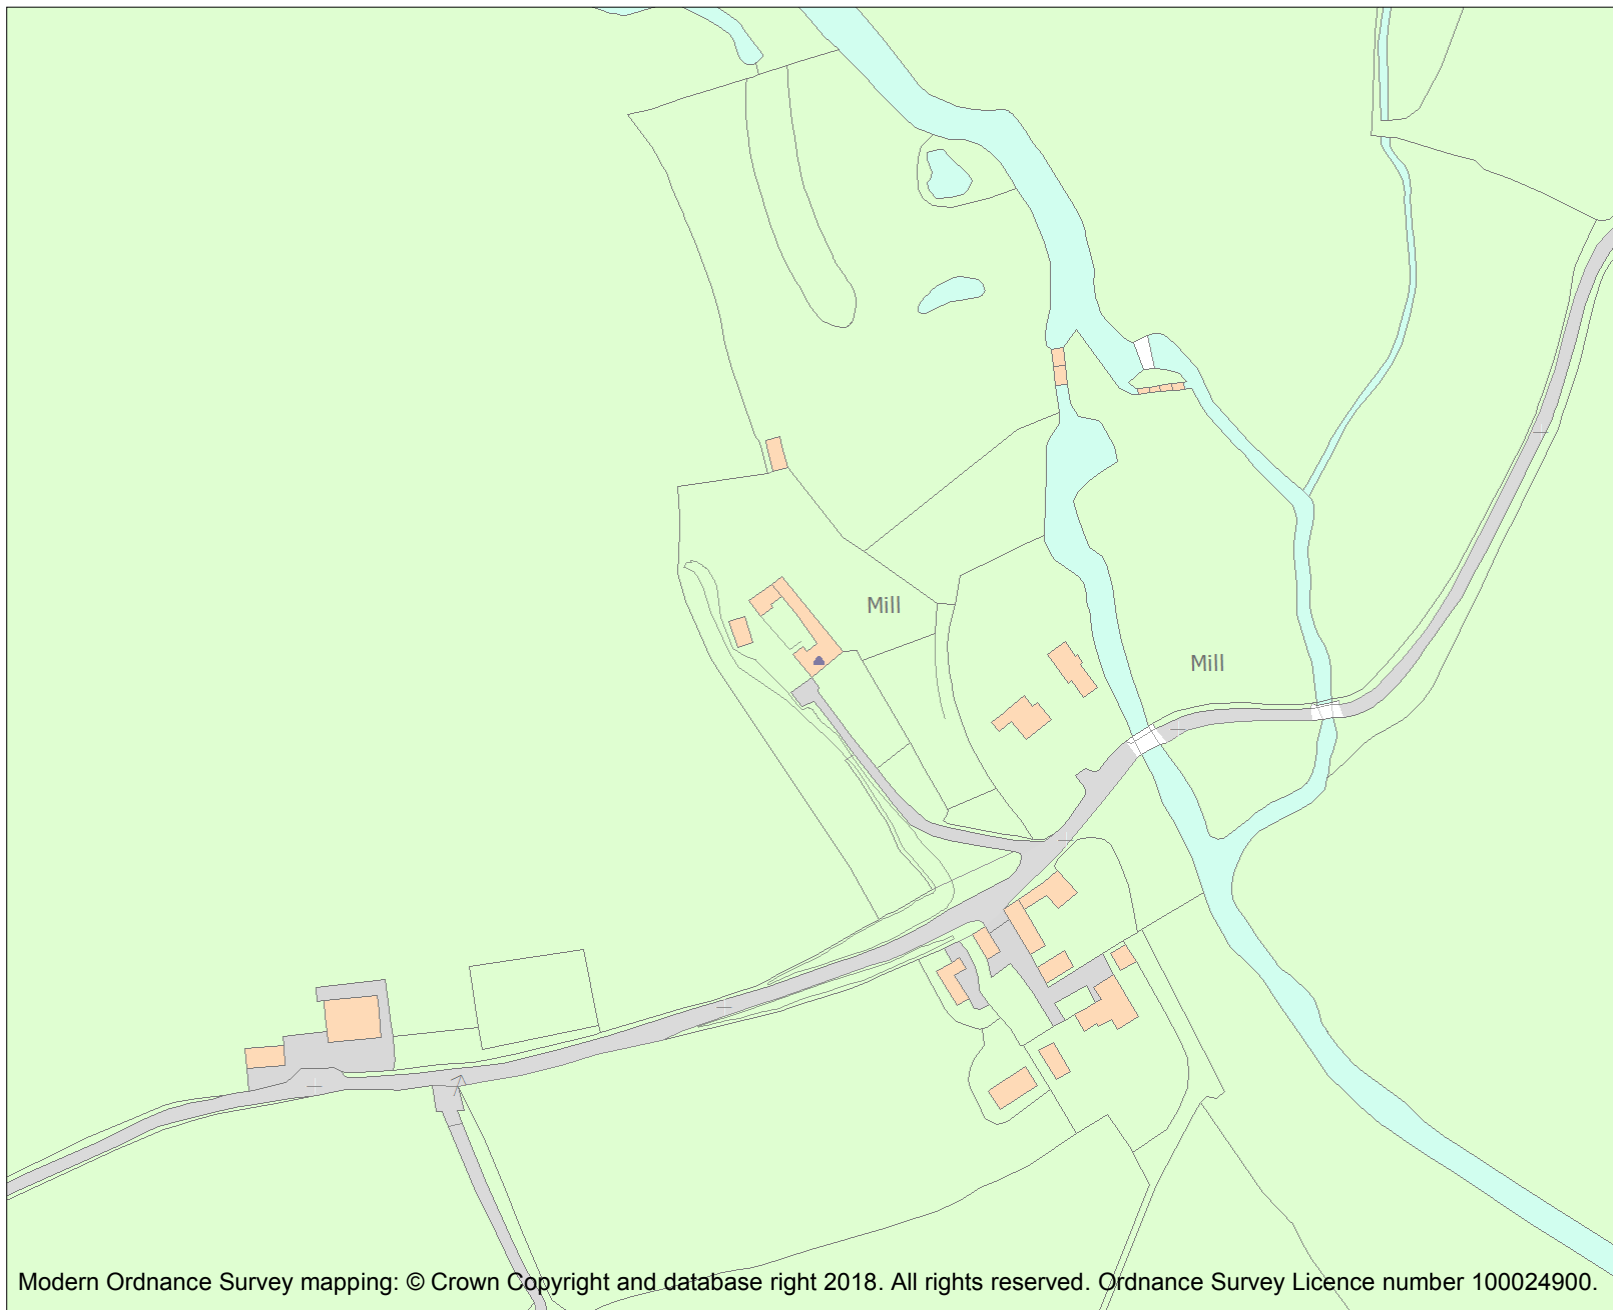 Mill
Mill
Modern Ordnance Survey mapping: © Crown Copyright and database right 2018. All rights reserved. Ordnance Survey Licence number 100024900.